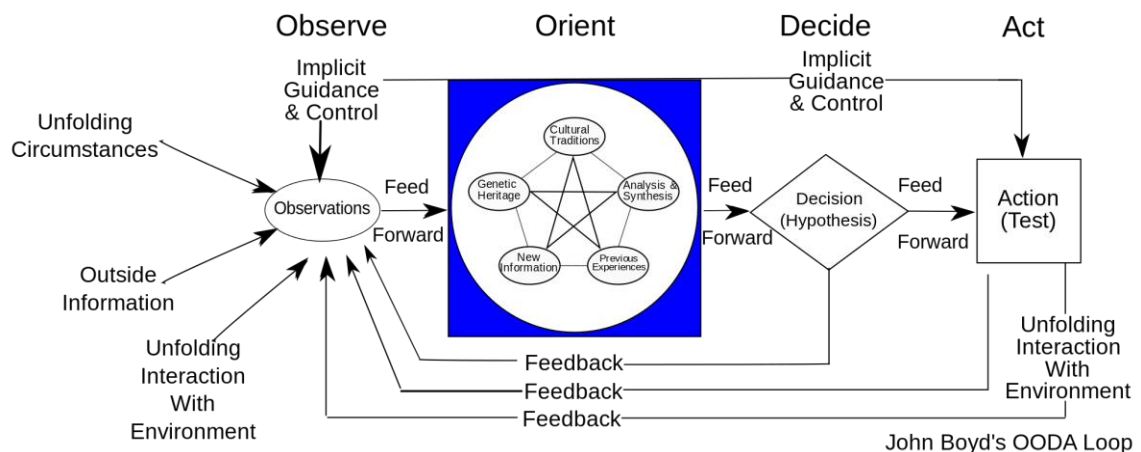 Observe
Orient
Decide
Act
Implicit
Guidance
& Control
Implicit
Guidance
& Control
Unfolding
Circumstances
Observations
Feed
Forward
Cultural
Traditions
Genetic
Heritage
Analysis &
Synthesis
New
Information
Previous
Experiences
Feed
Forward
Decision
(Hypothesis)
Feed
Forward
Action
(Test)
Outside
Information
Unfolding
Interaction
With
Environment
Feedback
Feedback
Feedback
Unfolding
Interaction
With
Environment
John Boyd's OODA Loop